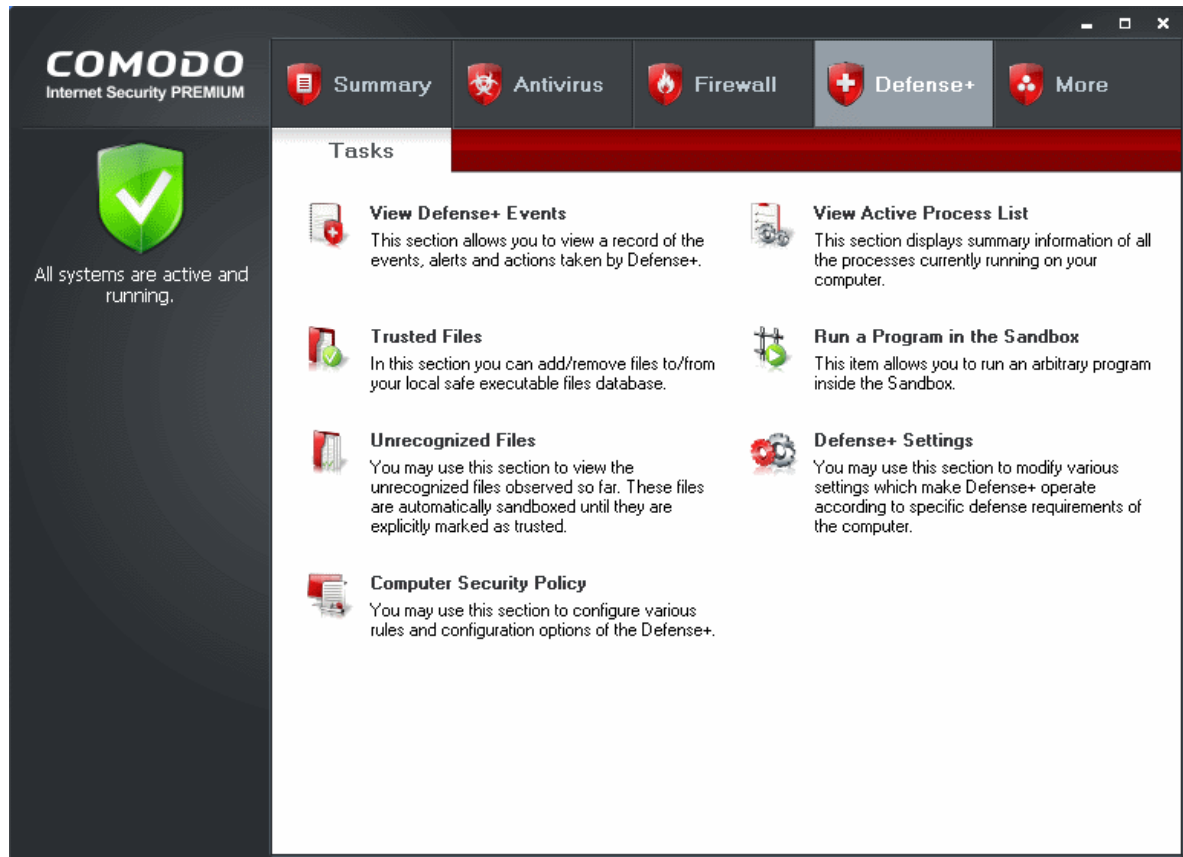 COMODO
Internet Security PREMIUM
Summary
Antivirus
Firewall
Defense+
More
All systems are active and
running.
Tasks
View Defense+ Events
This section allows you to view a record of the
events, alerts and actions taken by Defense+.
Trusted Files
In this section you can add/remove files to/from
your local safe executable files database.
Unrecognized Files
You may use this section to view the
unrecognized files observed so far. These files
are automatically sandboxed until they are
explicitly marked as trusted.
Computer Security Policy
You may use this section to configure various
rules and configuration options of the Defense+.
View Active Process List
This section displays summary information of all
the processes currently running on your
computer.
Run a Program in the Sandbox
This item allows you to run an arbitrary program
inside the Sandbox.
Defense+ Settings
You may use this section to modify various
settings which make Defense+ operate
according to specific defense requirements of
the computer.